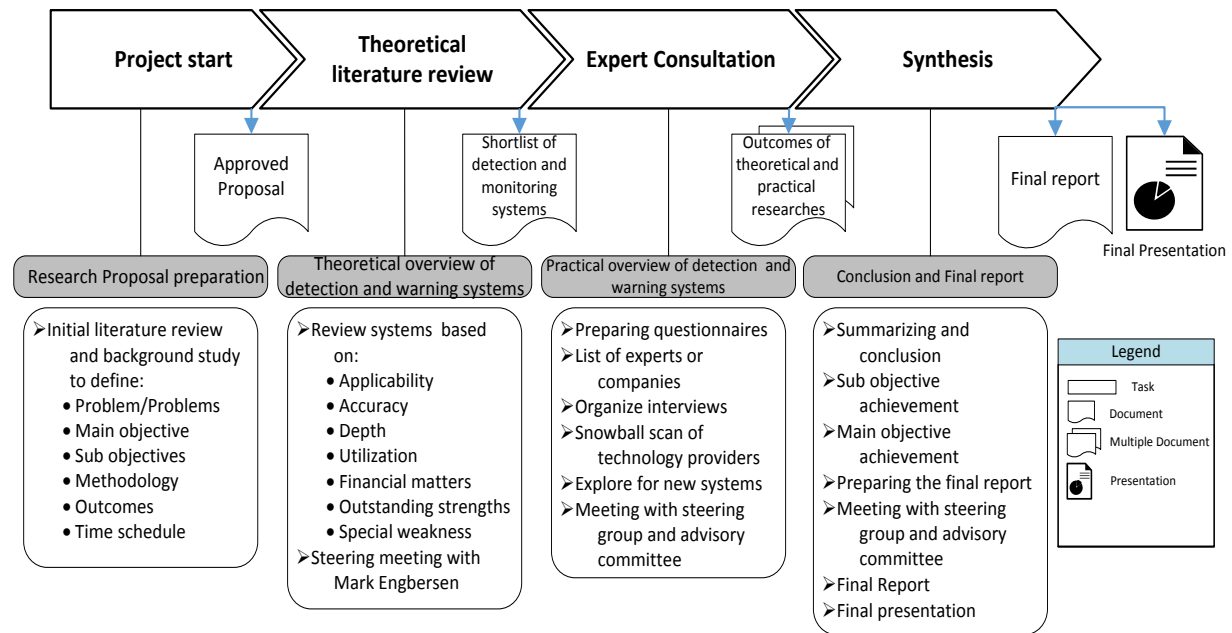 Project start
Theoretical
literature review
Expert Consultation
Synthesis
Approved
Proposal
Shortlist of
detection and
monitoring
systems
Outcomes of
theoretical and
practical
researches
Final report
Final Presentation
Research Proposal preparation
Theoretical overview of
detection and warning systems
Practical overview of detection and
warning systems
Conclusion and Final report
➢Initial literature review
and background study
to define:
• Problem/Problems
• Main objective
• Sub objectives
• Methodology
• Outcomes
• Time schedule
➢Review systems based
on:
• Applicability
• Accuracy
• Depth
• Utilization
• Financial matters
• Outstanding strengths
• Special weakness
➢Steering meeting with
Mark Engbersen
➢Preparing questionnaires
➢List of experts or
companies
➢Organize interviews
➢Snowball scan of
technology providers
➢Explore for new systems
➢Meeting with steering
group and advisory
committee
➢Summarizing and
conclusion
➢Sub objective
achievement
➢Main objective
achievement
➢Preparing the final report
➢Meeting with steering
group and advisory
committee
➢Final Report
➢Final presentation
Legend
Task
Document
Multiple Document
Presentation